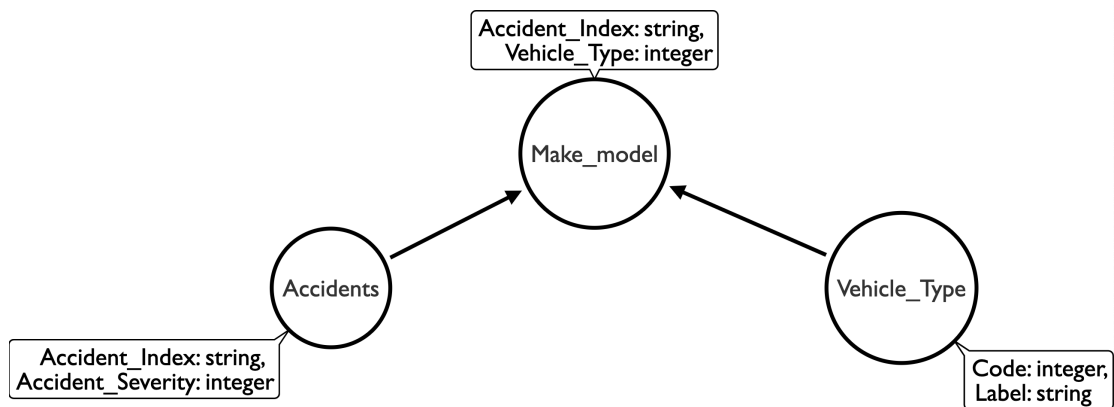 Accident_Index: string,
Vehicle_Type: integer
Make_model
Accidents
Vehicle_Type
Accident_Index: string,
Accident_Severity: integer
Code: integer,
Label: string